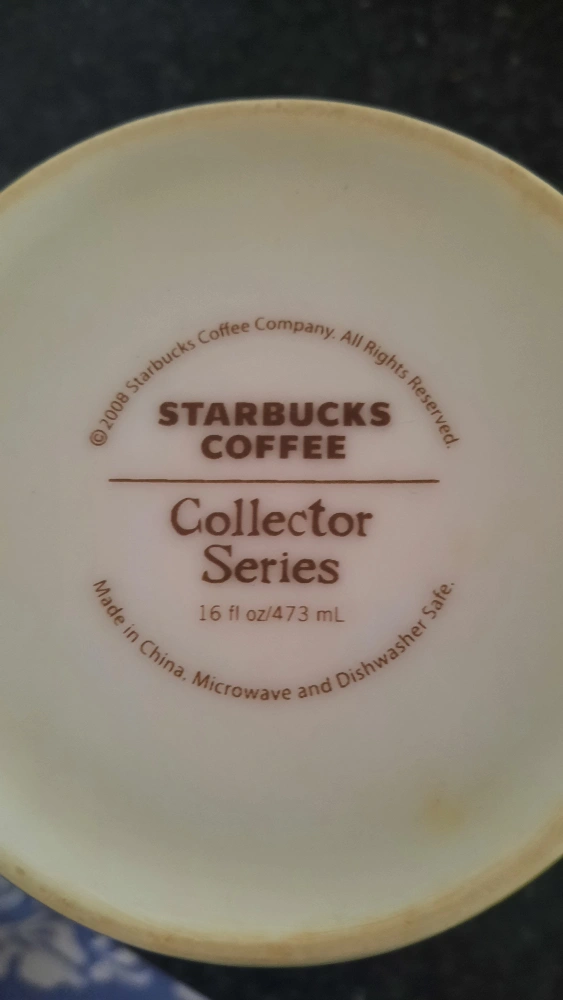 ©2008 Starbucks Coffee Company. All Rights Reserved.
STARBUCKS
COFFEE
Collector
Series
16 fl oz/473 mL
Made in China. Microwave and Dishwasher Safe.